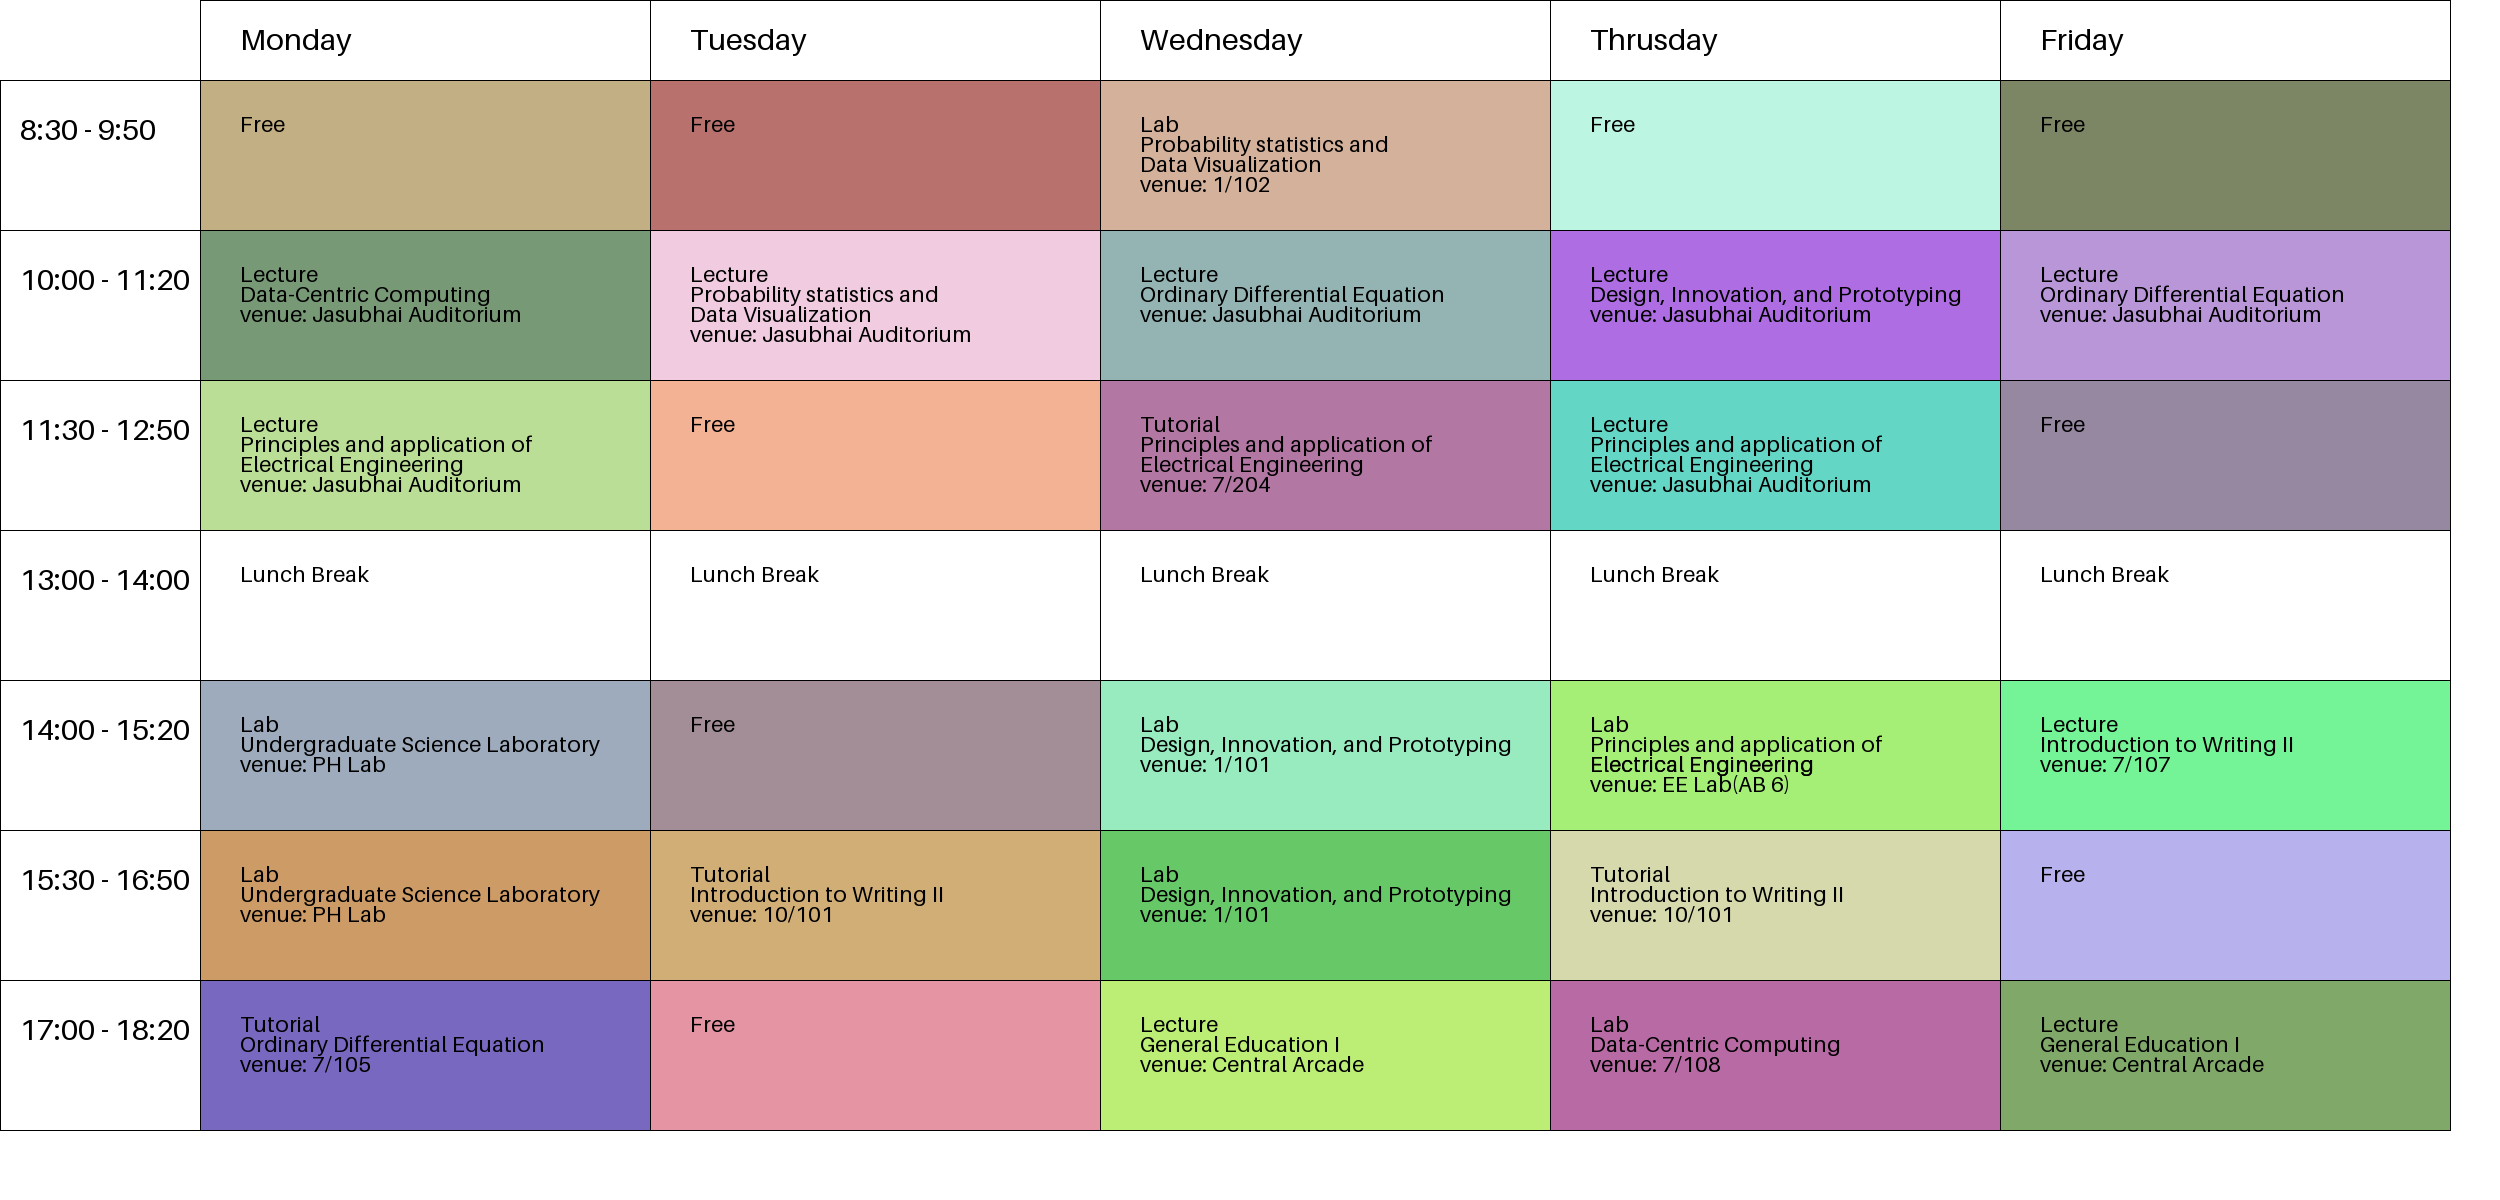 Monday
Tuesday
Wednesday
Thrusday
Friday
8:30 - 9:50
Free
Free
Lab
Probability statistics and
Data Visualization
venue: 1/102
Free
Free
10:00 - 11:20
Lecture
Data-Centric Computing
venue: Jasubhai Auditorium
Lecture
Probability statistics and
Data Visualization
venue: Jasubhai Auditorium
Lecture
Ordinary Differential Equation
venue: Jasubhai Auditorium
Lecture
Design, Innovation, and Prototyping
venue: Jasubhai Auditorium
Lecture
Ordinary Differential Equation
venue: Jasubhai Auditorium
11:30 - 12:50
Lecture
Principles and application of
Electrical Engineering
venue: Jasubhai Auditorium
Free
Tutorial
Principles and application of
Electrical Engineering
venue: 7/204
Lecture
Principles and application of
Electrical Engineering
venue: Jasubhai Auditorium
Free
13:00 - 14:00
Lunch Break
Lunch Break
Lunch Break
Lunch Break
Lunch Break
14:00 - 15:20
Lab
Undergraduate Science Laboratory
venue: PH Lab
Free
Lab
Design, Innovation, and Prototyping
venue: 1/101
Lab
Principles and application of
Electrical Engineering
venue: EE Lab(AB 6)
Lecture
Introduction to Writing II
venue: 7/107
15:30 - 16:50
Lab
Undergraduate Science Laboratory
venue: PH Lab
Tutorial
Introduction to Writing II
venue: 10/101
Lab
Design, Innovation, and Prototyping
venue: 1/101
Tutorial
Introduction to Writing II
venue: 10/101
Free
17:00 - 18:20
Tutorial
Ordinary Differential Equation
venue: 7/105
Free
Lecture
General Education I
venue: Central Arcade
Lab
Data-Centric Computing
venue: 7/108
Lecture
General Education I
venue: Central Arcade